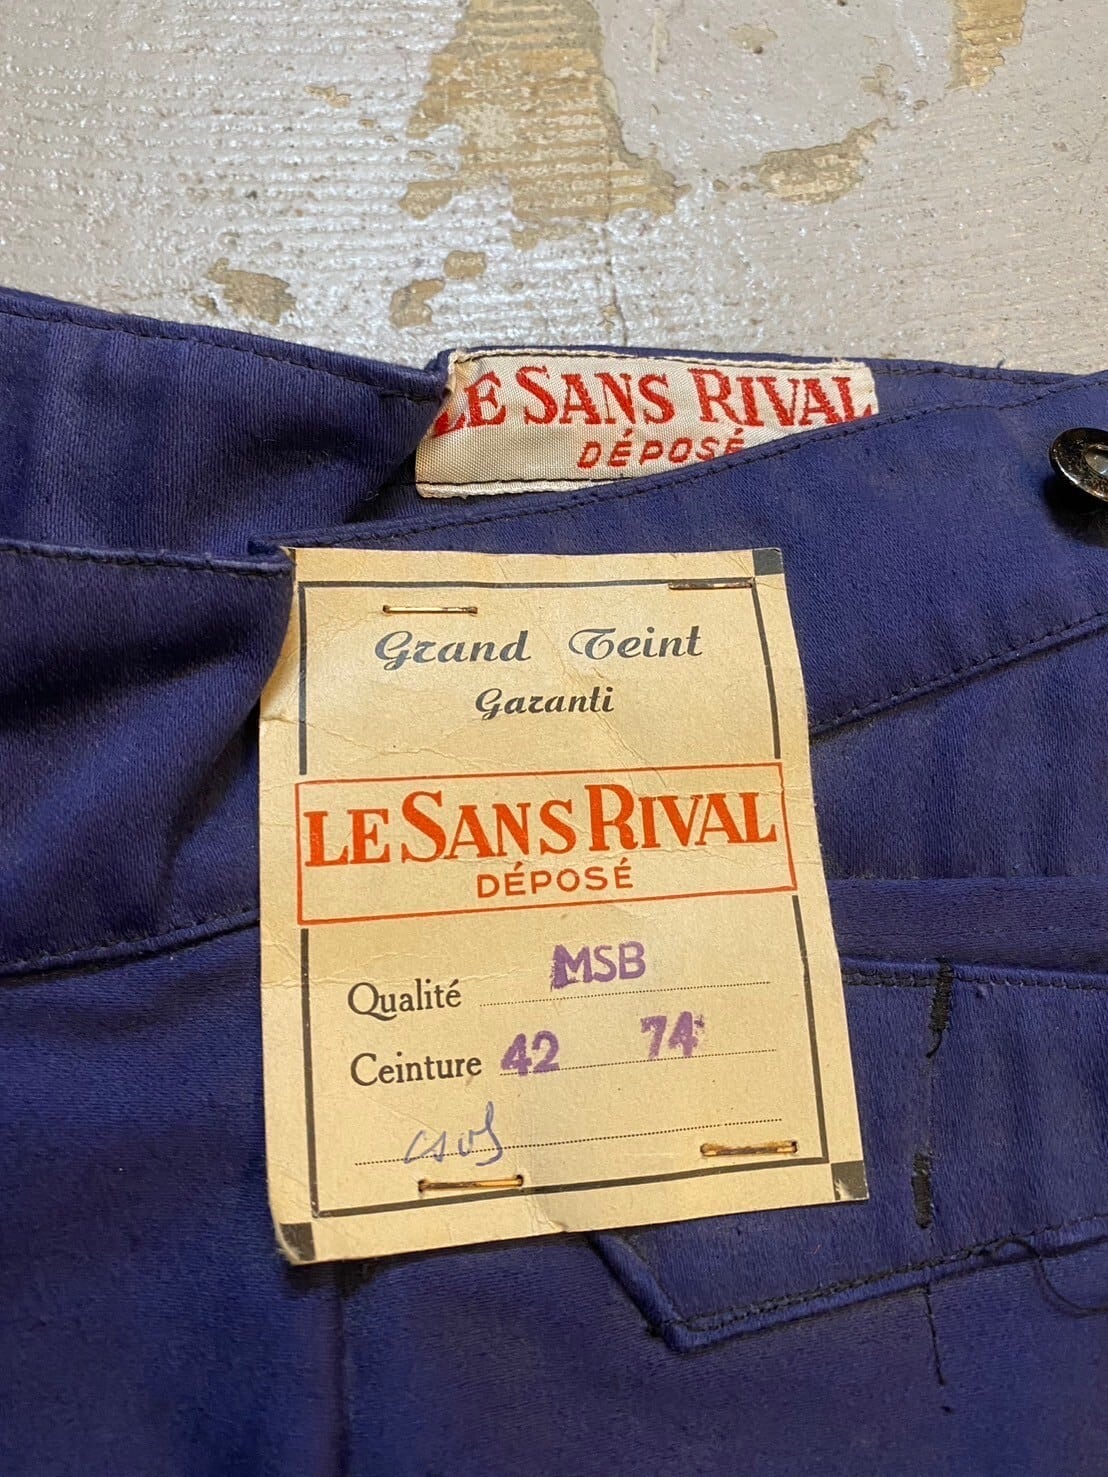 LE SANS RIVAL
DÉPOSÉ
Grand Teint
Garanti
LE SANS RIVAL
DÉPOSÉ
Qualité MSB
Ceinture 42 74